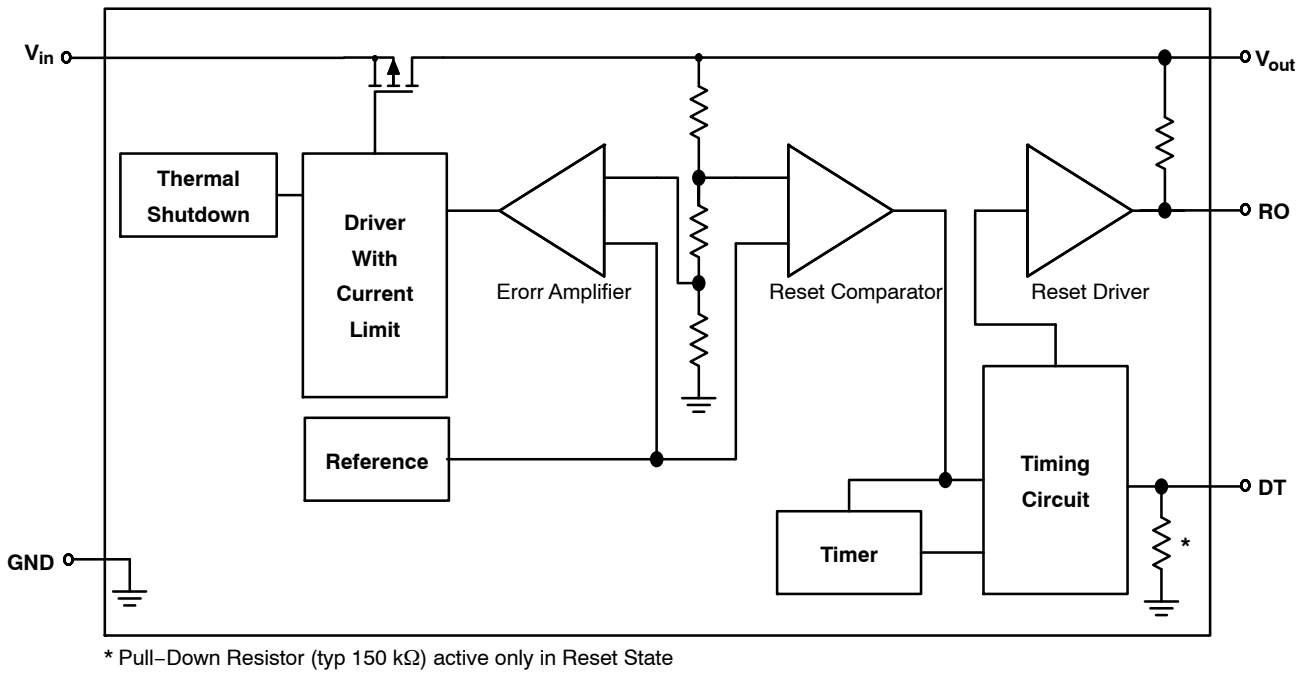 Vin
Vout
Thermal
Shutdown
Driver
With
Current
Limit
RO
Erorr Amplifier
Reset Comparator
Reset Driver
Reference
Timing
Circuit
DT
Timer
*
GND
* Pull–Down Resistor (typ 150 kΩ) active only in Reset State